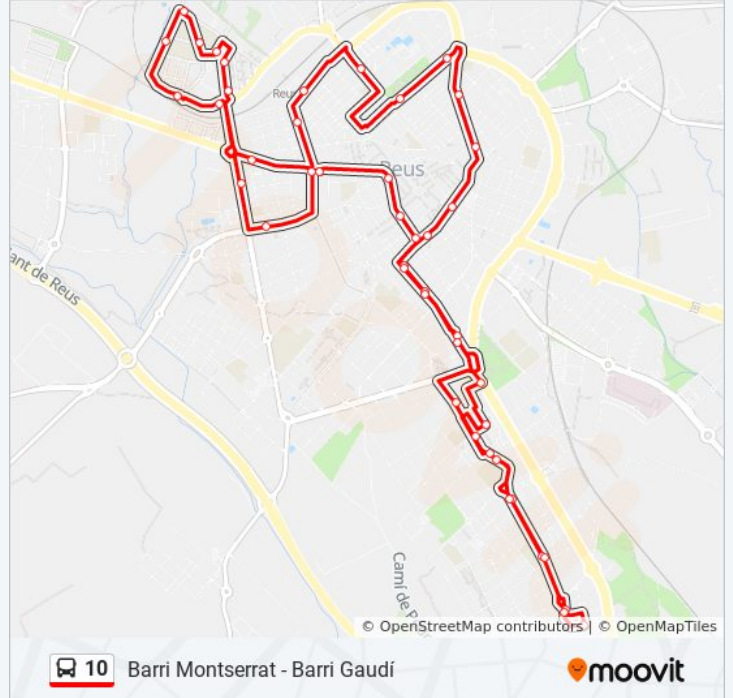 Reus
Reus
ant de Reus
Camí de R
© OpenStreetMap contributors | © OpenMapTiles
10 Barri Montserrat - Barri Gaudí moovit